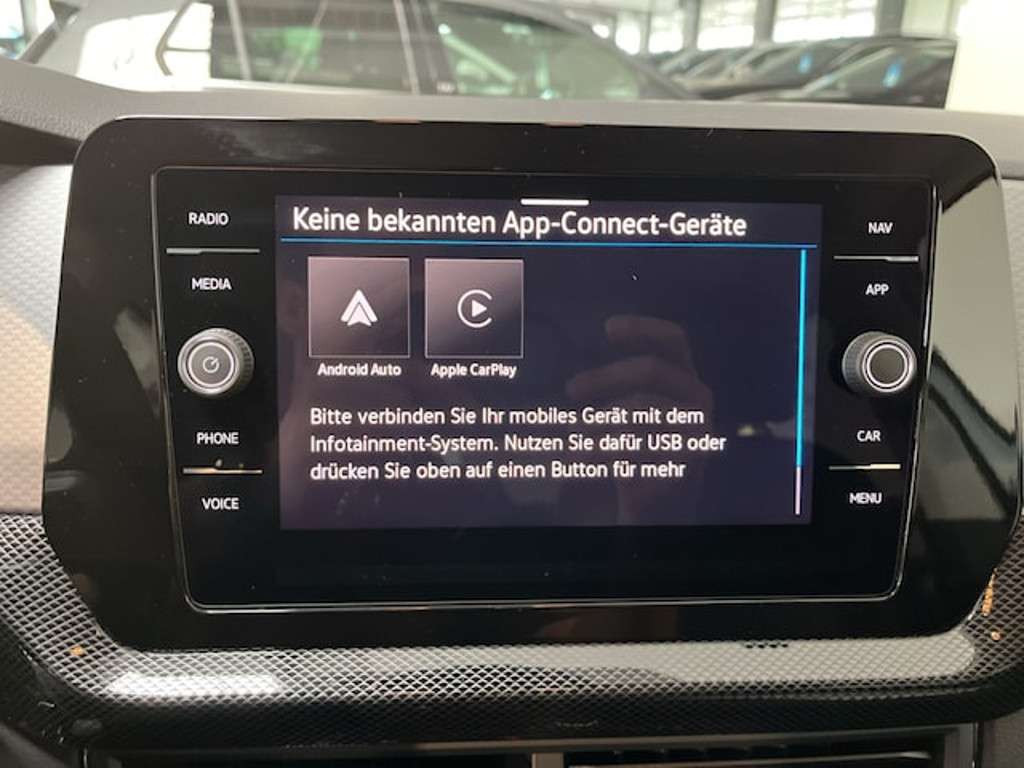 RADIO
MEDIA
PHONE
VOICE
Keine bekannten App-Connect-Geräte
Android Auto
Apple CarPlay
Bitte verbinden Sie Ihr mobiles Gerät mit dem
Infotainment-System. Nutzen Sie dafür USB oder
drücken Sie oben auf einen Button für mehr
NAV
APP
CAR
MENU